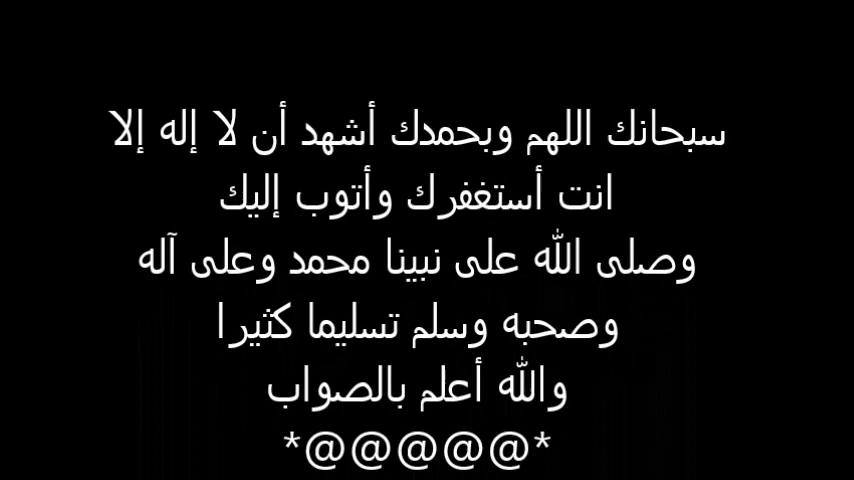 سبحانك اللهم وبحمدك أشهد أن لا إله إلا
انت أستغفرك وأتوب إليك
وصلى الله على نبينا محمد وعلى آله
وصحبه وسلم تسليما كثيرا
والله أعلم بالصواب
*@@@@@*